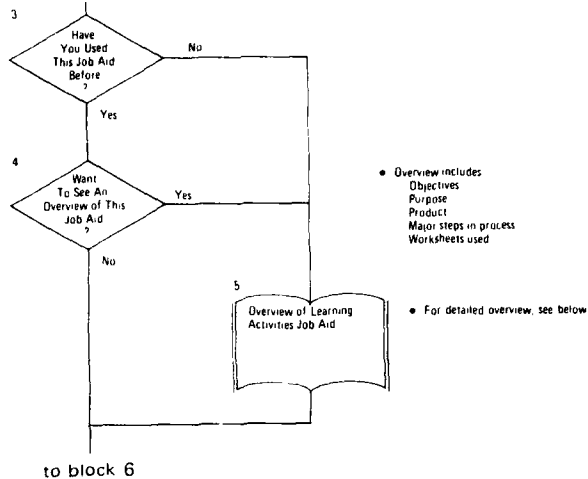 3
Have
You Used
This Job Aid
Before
?
No
Yes
4
Want
To See An
Overview of This
Job Aid
?
Yes
No
• Overview includes
Objectives
Purpose
Product
Major steps in process
Worksheets used
5
Overview of Learning
Activities Job Aid
• For detailed overview, see below
to block 6